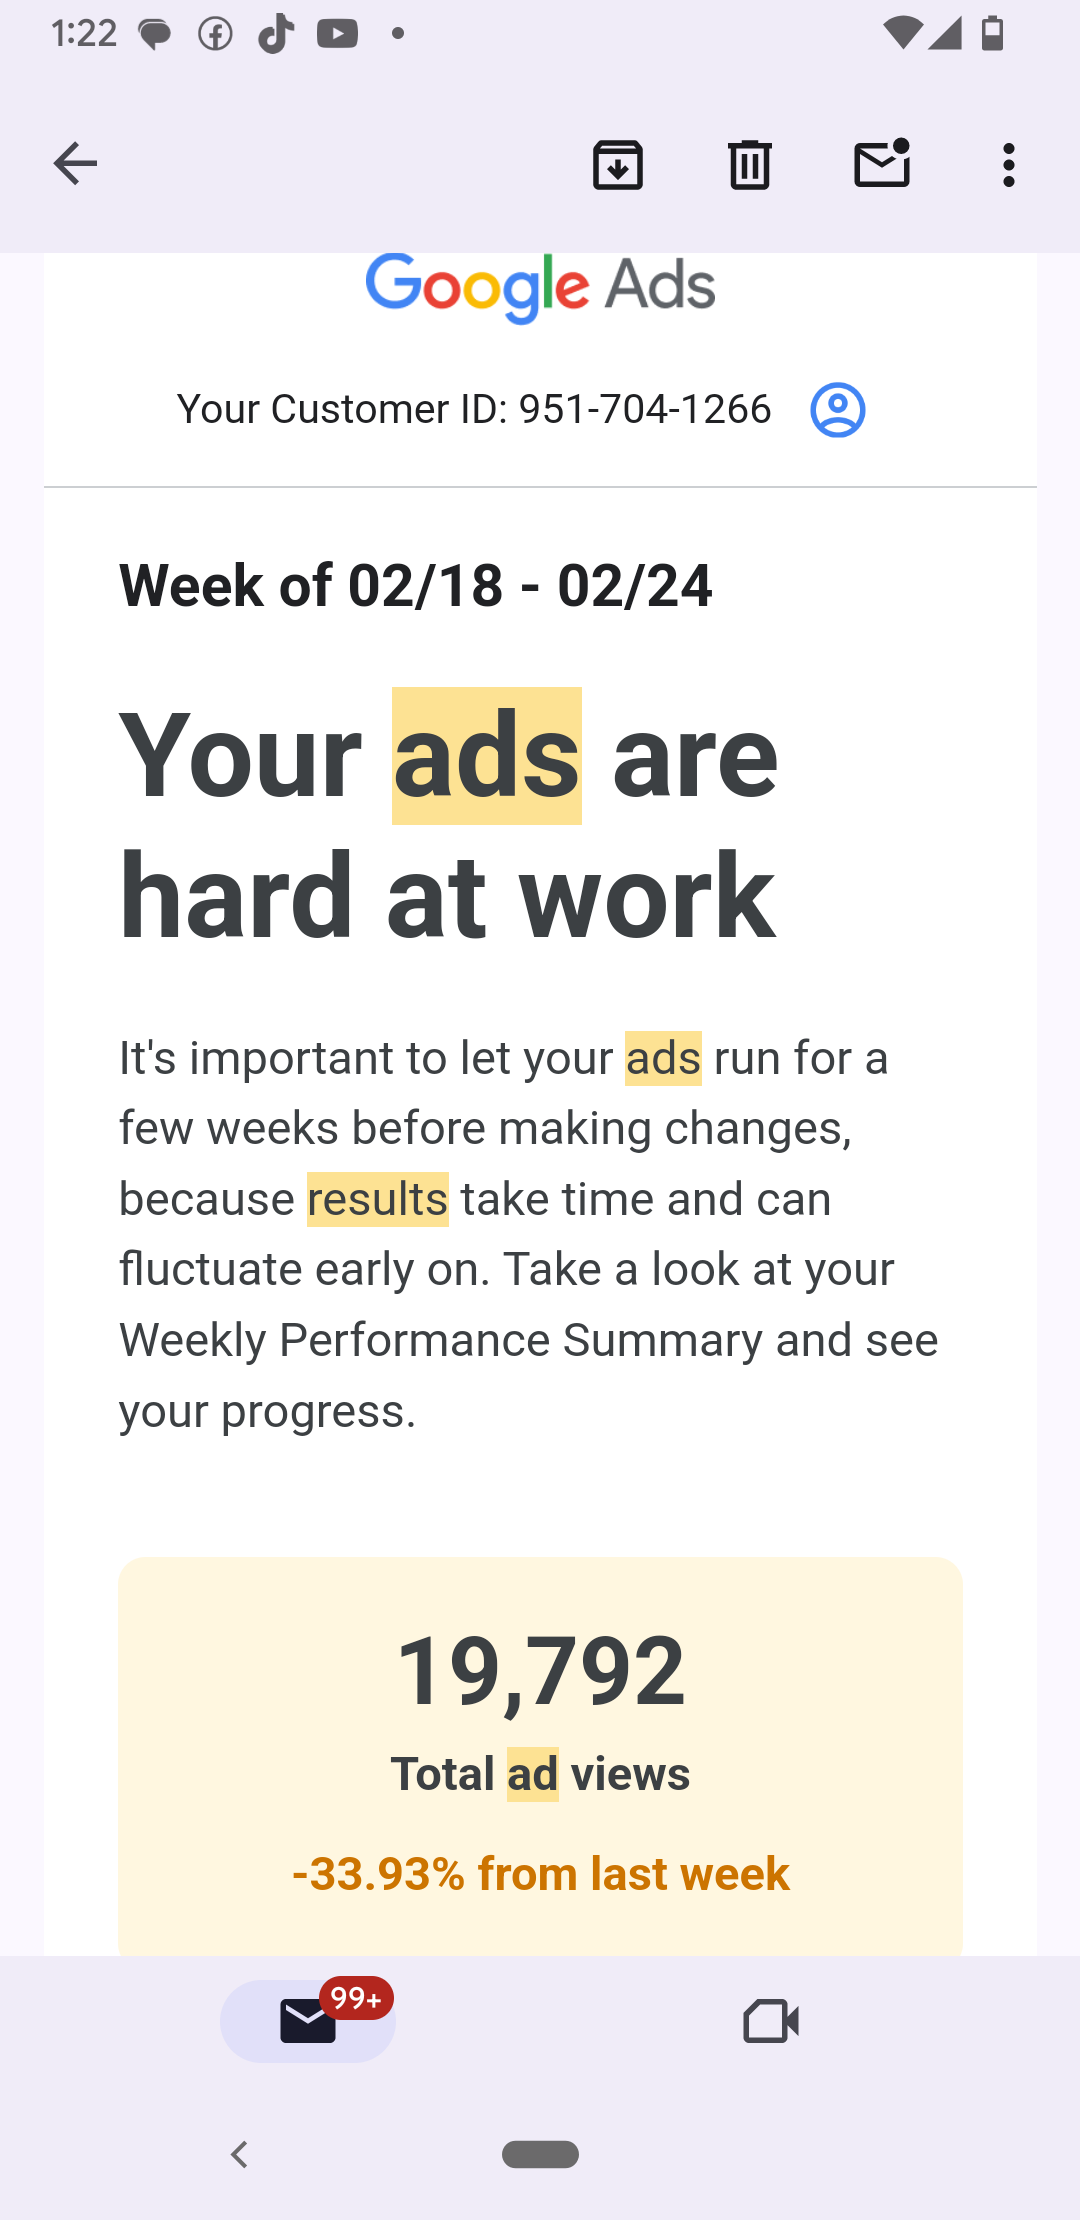 1:22
Google Ads
Your Customer ID: 951-704-1266
Week of 02/18 - 02/24
Your ads are
hard at work
It's important to let your ads run for a
few weeks before making changes,
because results take time and can
fluctuate early on. Take a look at your
Weekly Performance Summary and see
your progress.
19,792
Total ad views
-33.93% from last week
99+